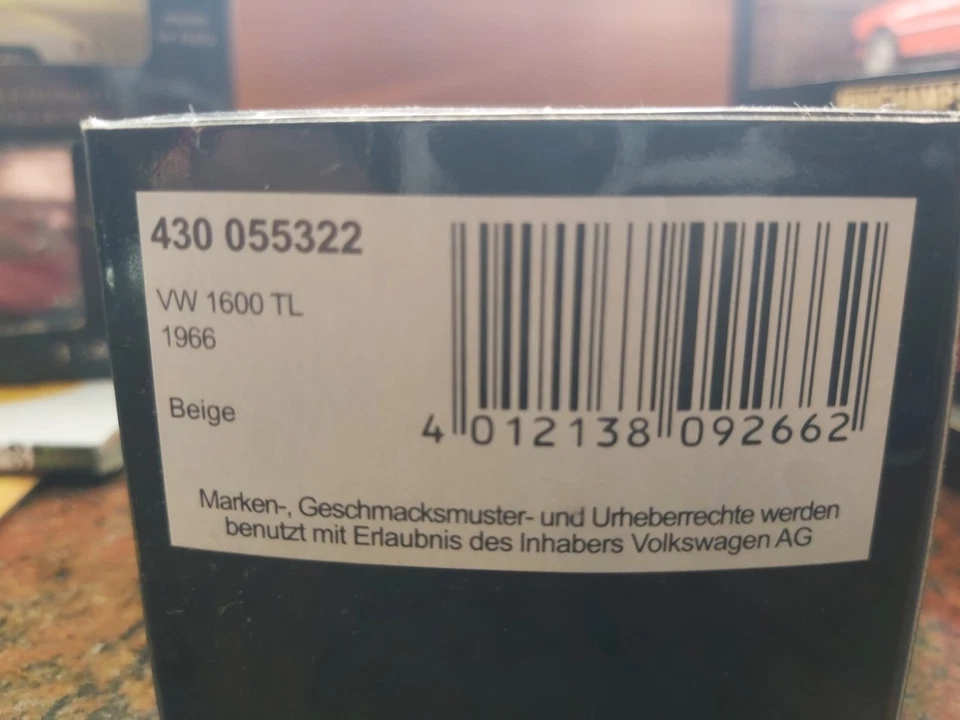 430 055322
VW 1600 TL
1966
Beige
4 012138 092662
Marken-, Geschmacksmuster- und Urheberrechte werden
benutzt mit Erlaubnis des Inhabers Volkswagen AG